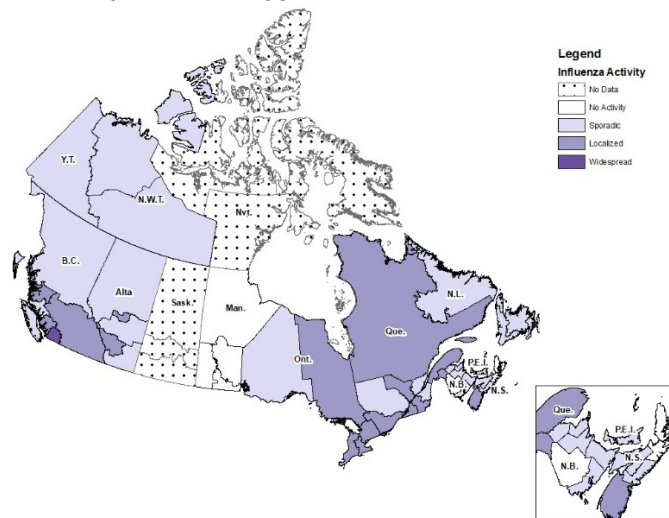 Legend
Influenza Activity
No Data
No Activity
Sporadic
Localized
Widespread
Y.T.
N.W.T.
Nvt.
B.C.
Alta
Sask.
Man.
Ont.
Que.
N.L.
P.E.I.
N.B.
N.S.
Que.
P.E.I.
N.S.
N.B.